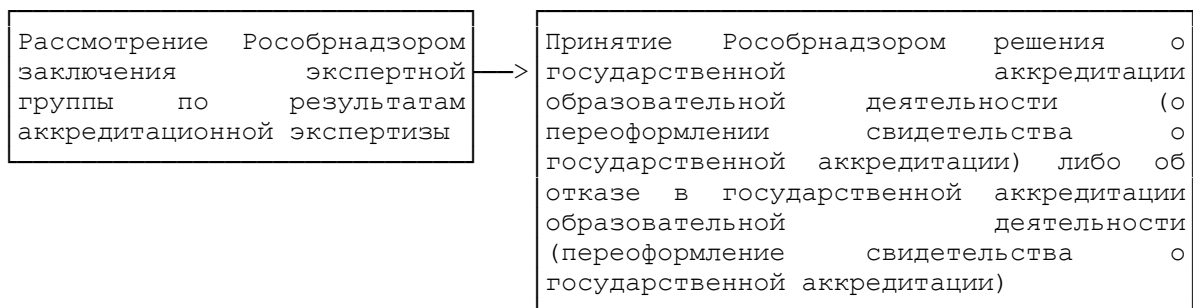 Рассмотрение Рособрнадзором
заключения экспертной
группы по результатам
аккредитационной экспертизы
Принятие Рособрнадзором решения о
государственной аккредитации
образовательной деятельности (о
переоформлении свидетельства о
государственной аккредитации) либо об
отказе в государственной аккредитации
образовательной деятельности
(переоформление свидетельства о
государственной аккредитации)